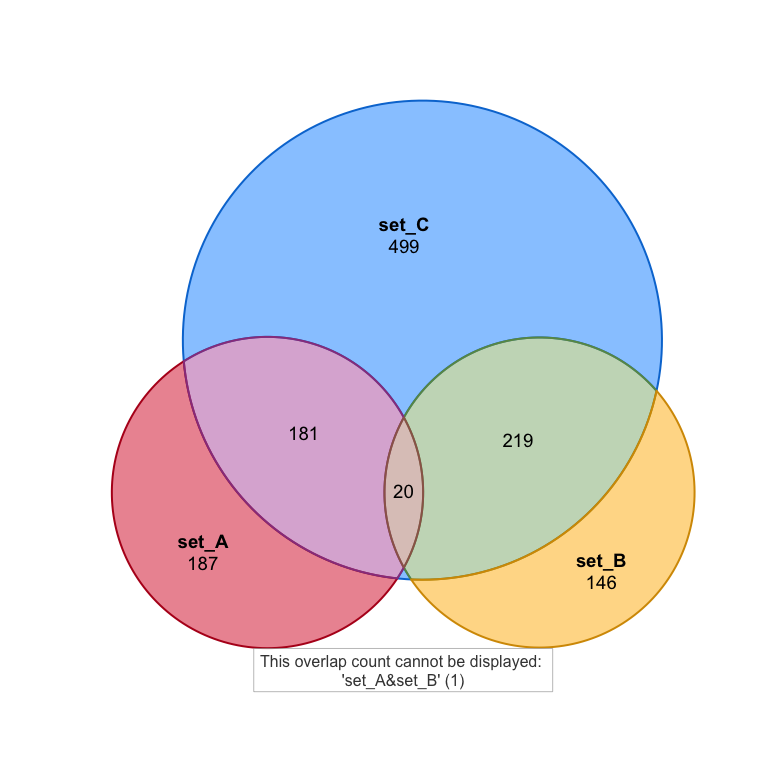 set_C
499
181
219
20
set_A
187
set_B
146
This overlap count cannot be displayed:
'set_A&set_B' (1)